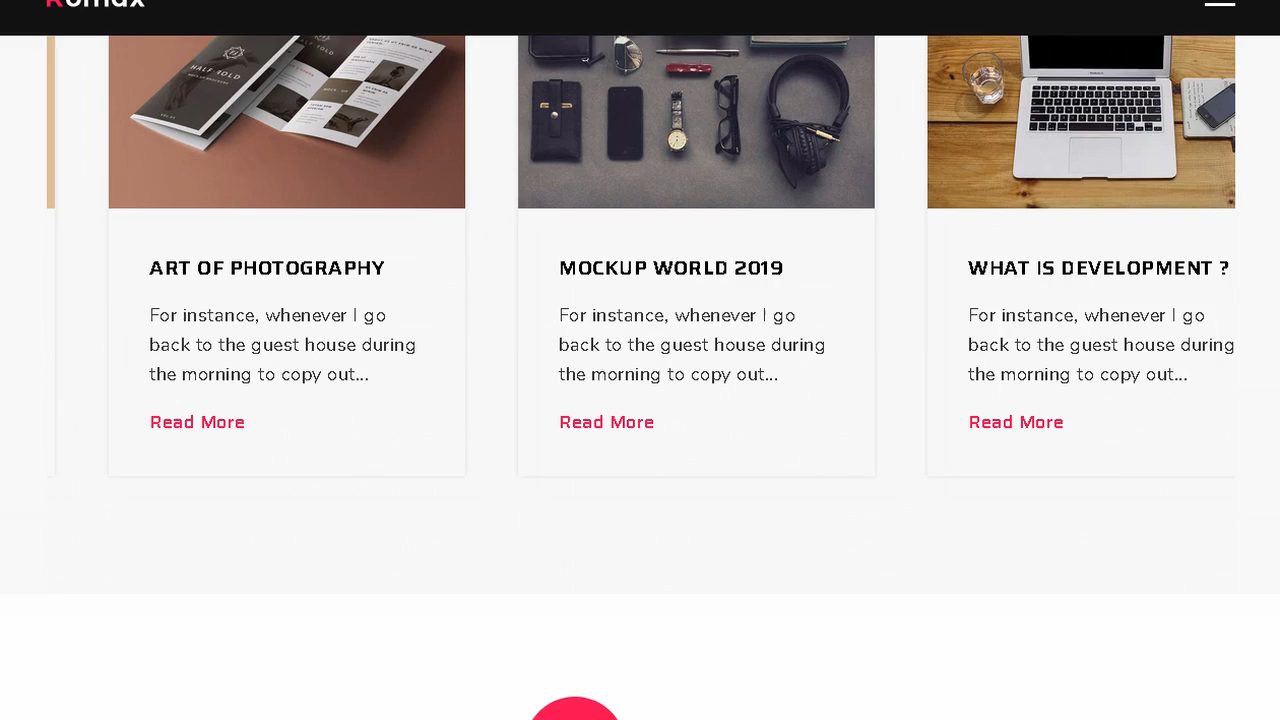 Romax
HALF FOLD
ART OF PHOTOGRAPHY
For instance, whenever I go
back to the guest house during
the morning to copy out...
Read More
MOCKUP WORLD 2019
For instance, whenever I go
back to the guest house during
the morning to copy out...
Read More
WHAT IS DEVELOPMENT ?
For instance, whenever I go
back to the guest house during
the morning to copy out...
Read More